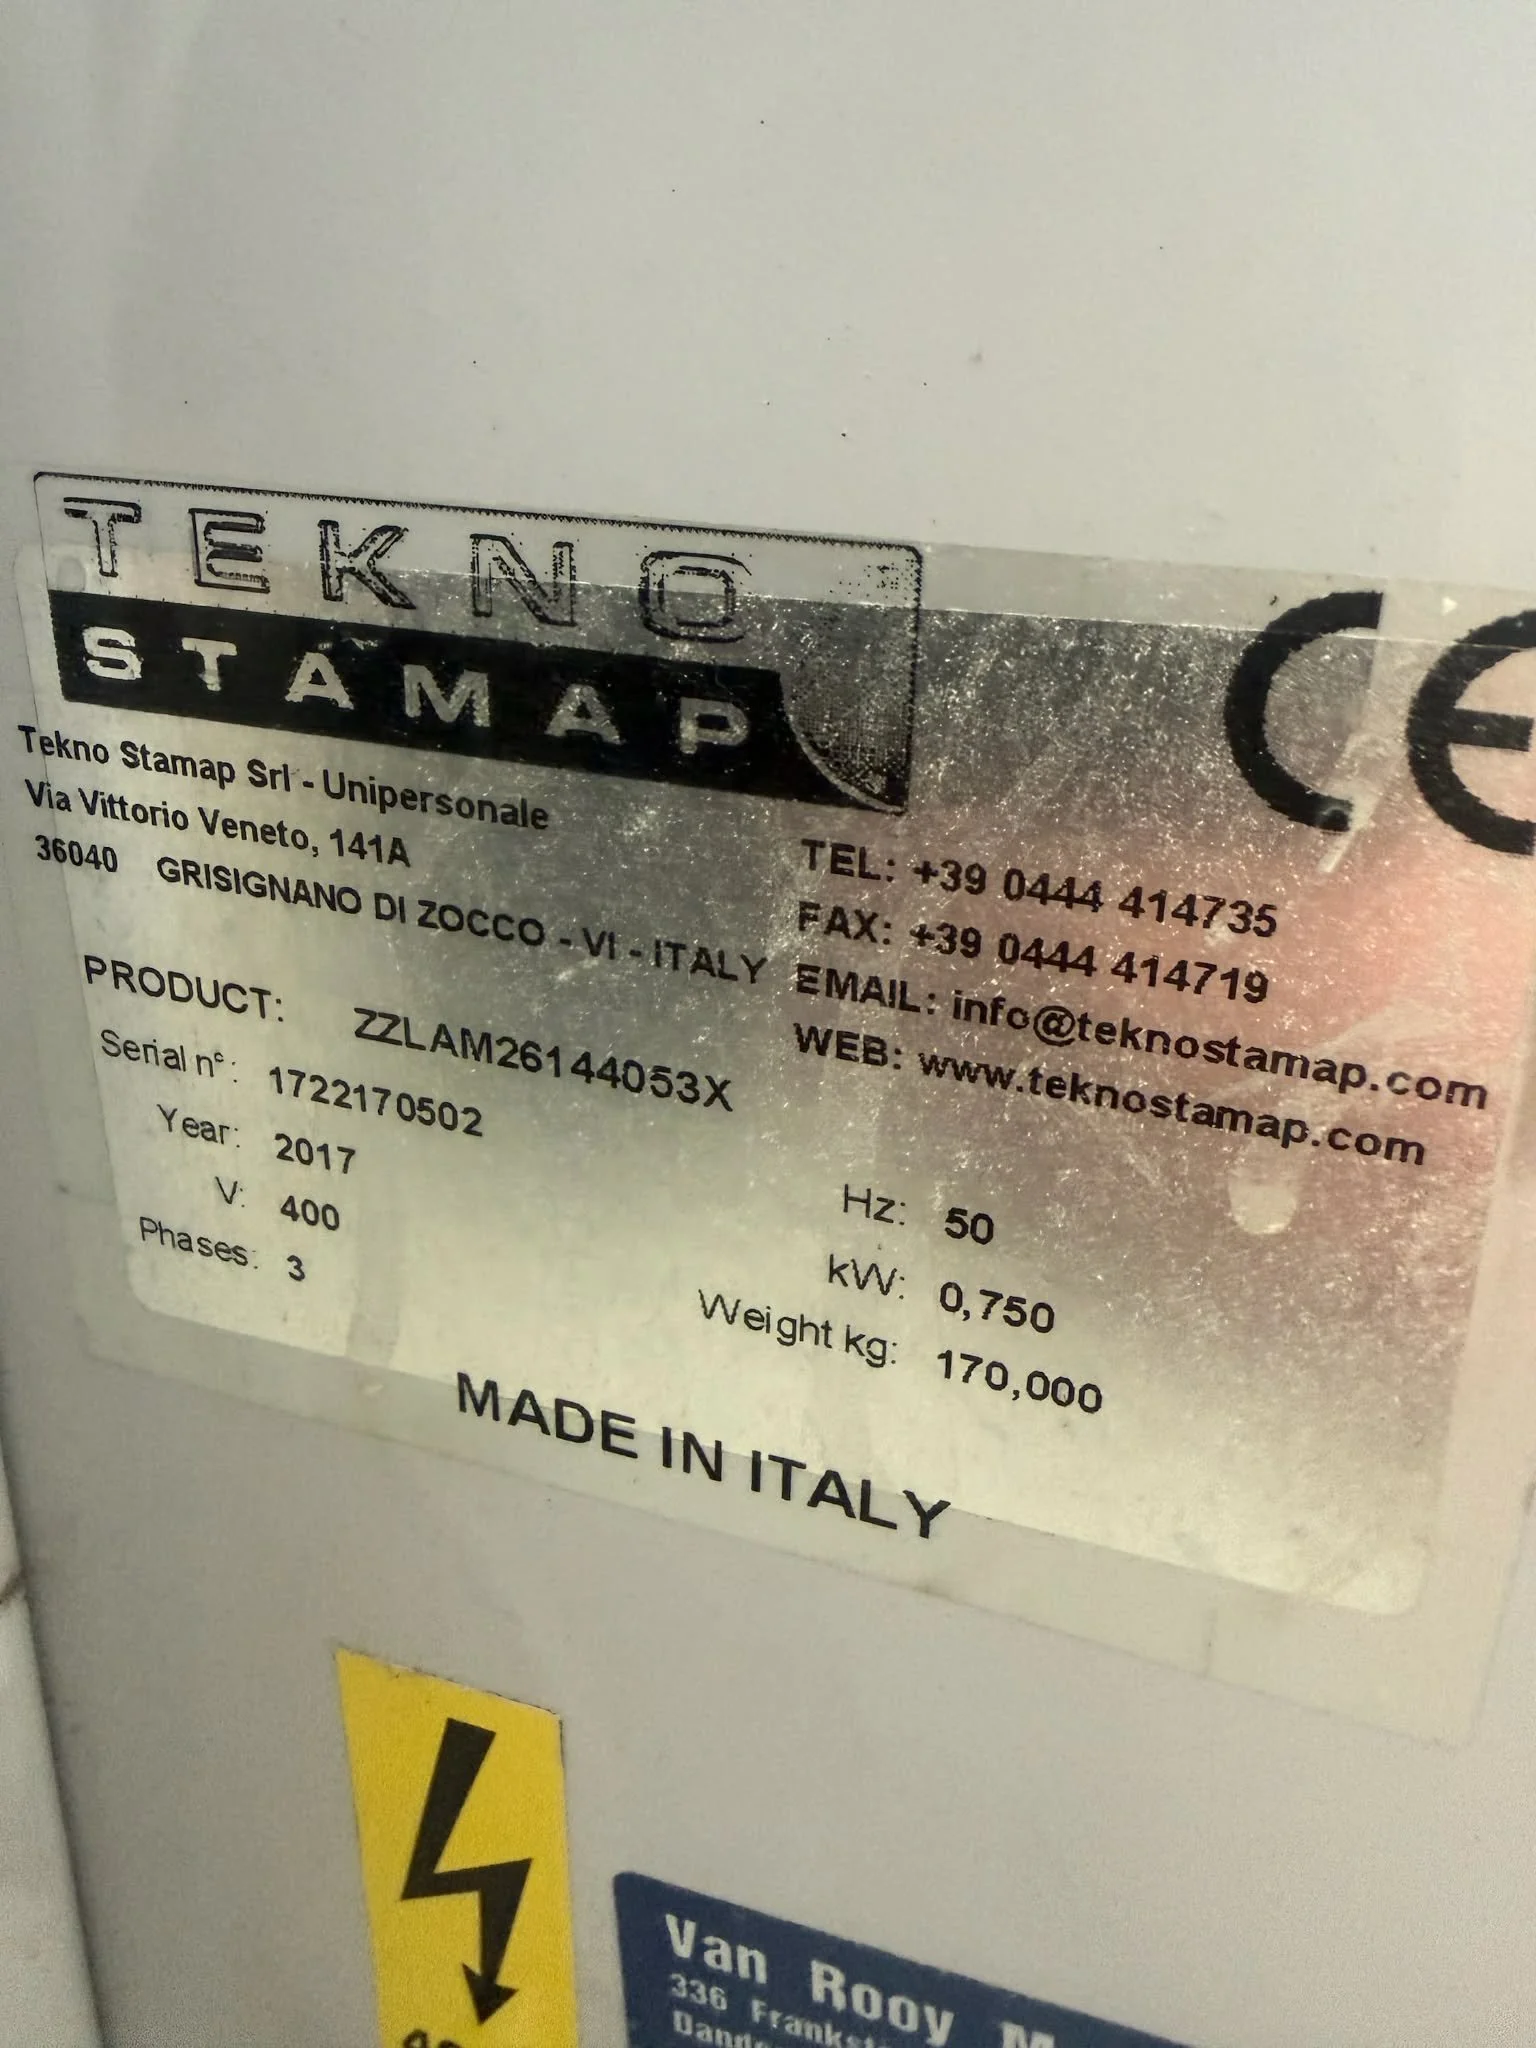 TEKNO
STAMAP
CE
Tekno Stamap Srl - Unipersonale
Via Vittorio Veneto, 141A
36040 GRISIGNANO DI ZOCCO - VI - ITALY
TEL: +39 0444 414735
FAX: +39 0444 414719
EMAIL: info@teknostamap.com
WEB: www.teknostamap.com
PRODUCT: ZZLAM26144053X
Serial n°: 1722170502
Year: 2017
V: 400
Phases: 3
Hz: 50
kW: 0,750
Weight kg: 170,000
MADE IN ITALY
Van Rooy
336